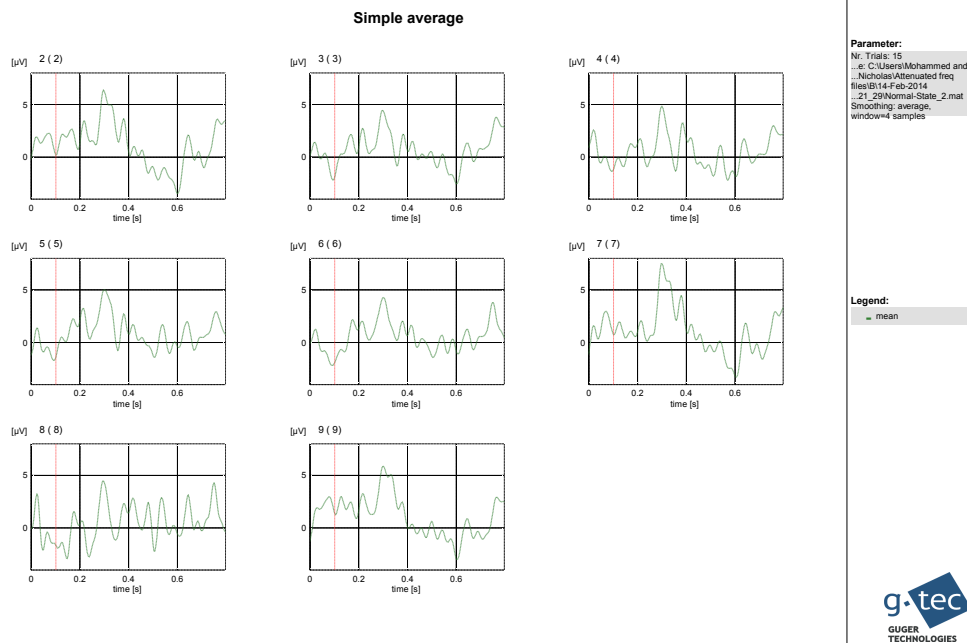 Simple average
[µV] 2 ( 2)
5
0
0 0.2 0.4 0.6
time [s]
[µV] 3 ( 3)
5
0
0 0.2 0.4 0.6
time [s]
[µV] 4 ( 4)
5
0
0 0.2 0.4 0.6
time [s]
[µV] 5 ( 5)
5
0
0 0.2 0.4 0.6
time [s]
[µV] 6 ( 6)
5
0
0 0.2 0.4 0.6
time [s]
[µV] 7 ( 7)
5
0
0 0.2 0.4 0.6
time [s]
[µV] 8 ( 8)
5
0
0 0.2 0.4 0.6
time [s]
[µV] 9 ( 9)
5
0
0 0.2 0.4 0.6
time [s]
Parameter:
Nr. Trials: 15
...e: C:\Users\Mohammed and
...Nicholas\Attenuated freq
files\B\14-Feb-2014
...21_29\Normal-State_2.mat
Smoothing: average,
window=4 samples
Legend:
mean
g.tec
GUGER
TECHNOLOGIES